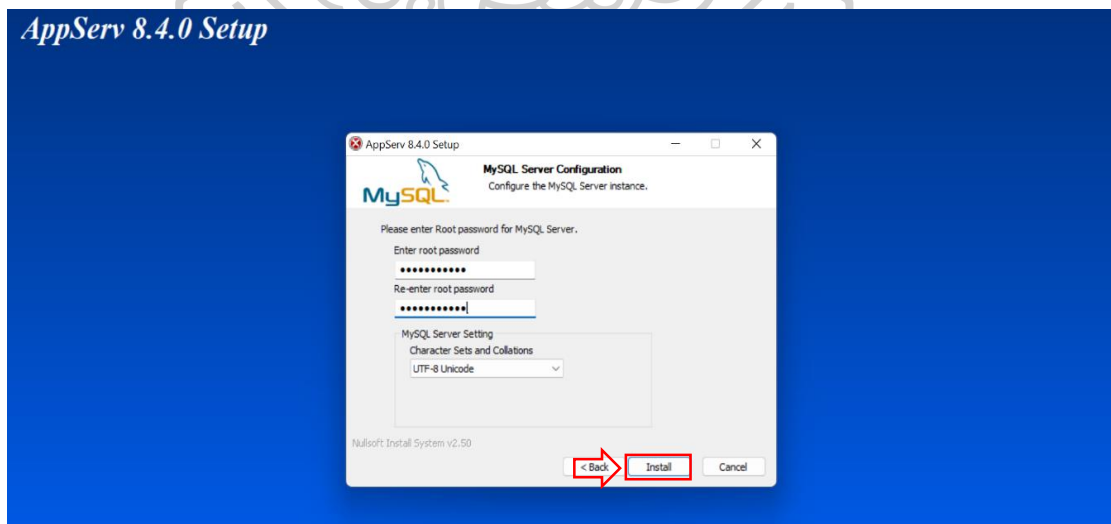 AppServ 8.4.0 Setup
AppServ 8.4.0 Setup
MySQL Server Configuration
Configure the MySQL Server instance.
MySQL.
Please enter Root password for MySQL Server.
Enter root password
•••••••••••
Re-enter root password
•••••••••••
MySQL Server Setting
Character Sets and Collations
UTF-8 Unicode
Nullsoft Install System v2.50
< Back Install Cancel